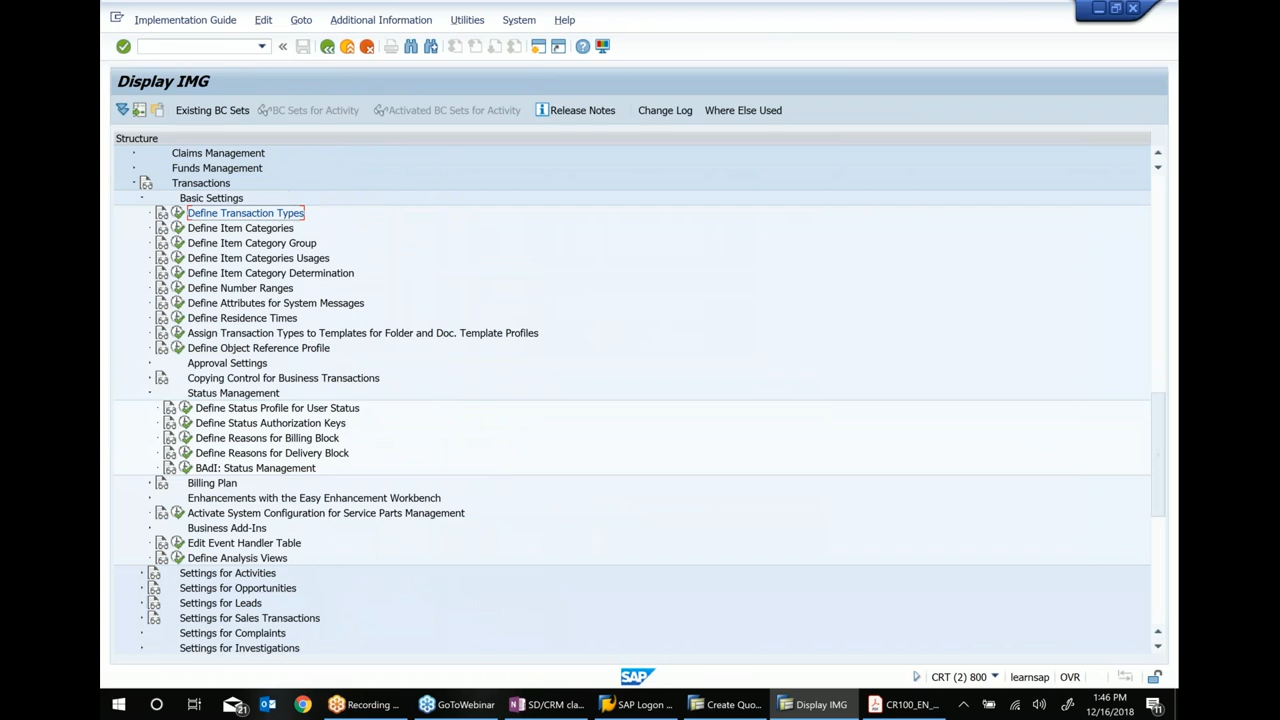 Implementation Guide Edit Goto Additional Information Utilities System Help
Display IMG
Existing BC Sets BC Sets for Activity Activated BC Sets for Activity Release Notes Change Log Where Else Used
Structure
Claims Management
Funds Management
Transactions
Basic Settings
Define Transaction Types
Define Item Categories
Define Item Category Group
Define Item Categories Usages
Define Item Category Determination
Define Number Ranges
Define Attributes for System Messages
Define Residence Times
Assign Transaction Types to Templates for Folder and Doc. Template Profiles
Define Object Reference Profile
Approval Settings
Copying Control for Business Transactions
Status Management
Define Status Profile for User Status
Define Status Authorization Keys
Define Reasons for Billing Block
Define Reasons for Delivery Block
BAdI: Status Management
Billing Plan
Enhancements with the Easy Enhancement Workbench
Activate System Configuration for Service Parts Management
Business Add-Ins
Edit Event Handler Table
Define Analysis Views
Settings for Activities
Settings for Opportunities
Settings for Leads
Settings for Sales Transactions
Settings for Complaints
Settings for Investigations
SAP CRT (2) 800 learnsap OVR
21 Recording ... GoToWebinar SD/CRM cla... SAP Logon ... Create Quo... Display IMG CR100_EN_... 1:46 PM
12/16/2018 11